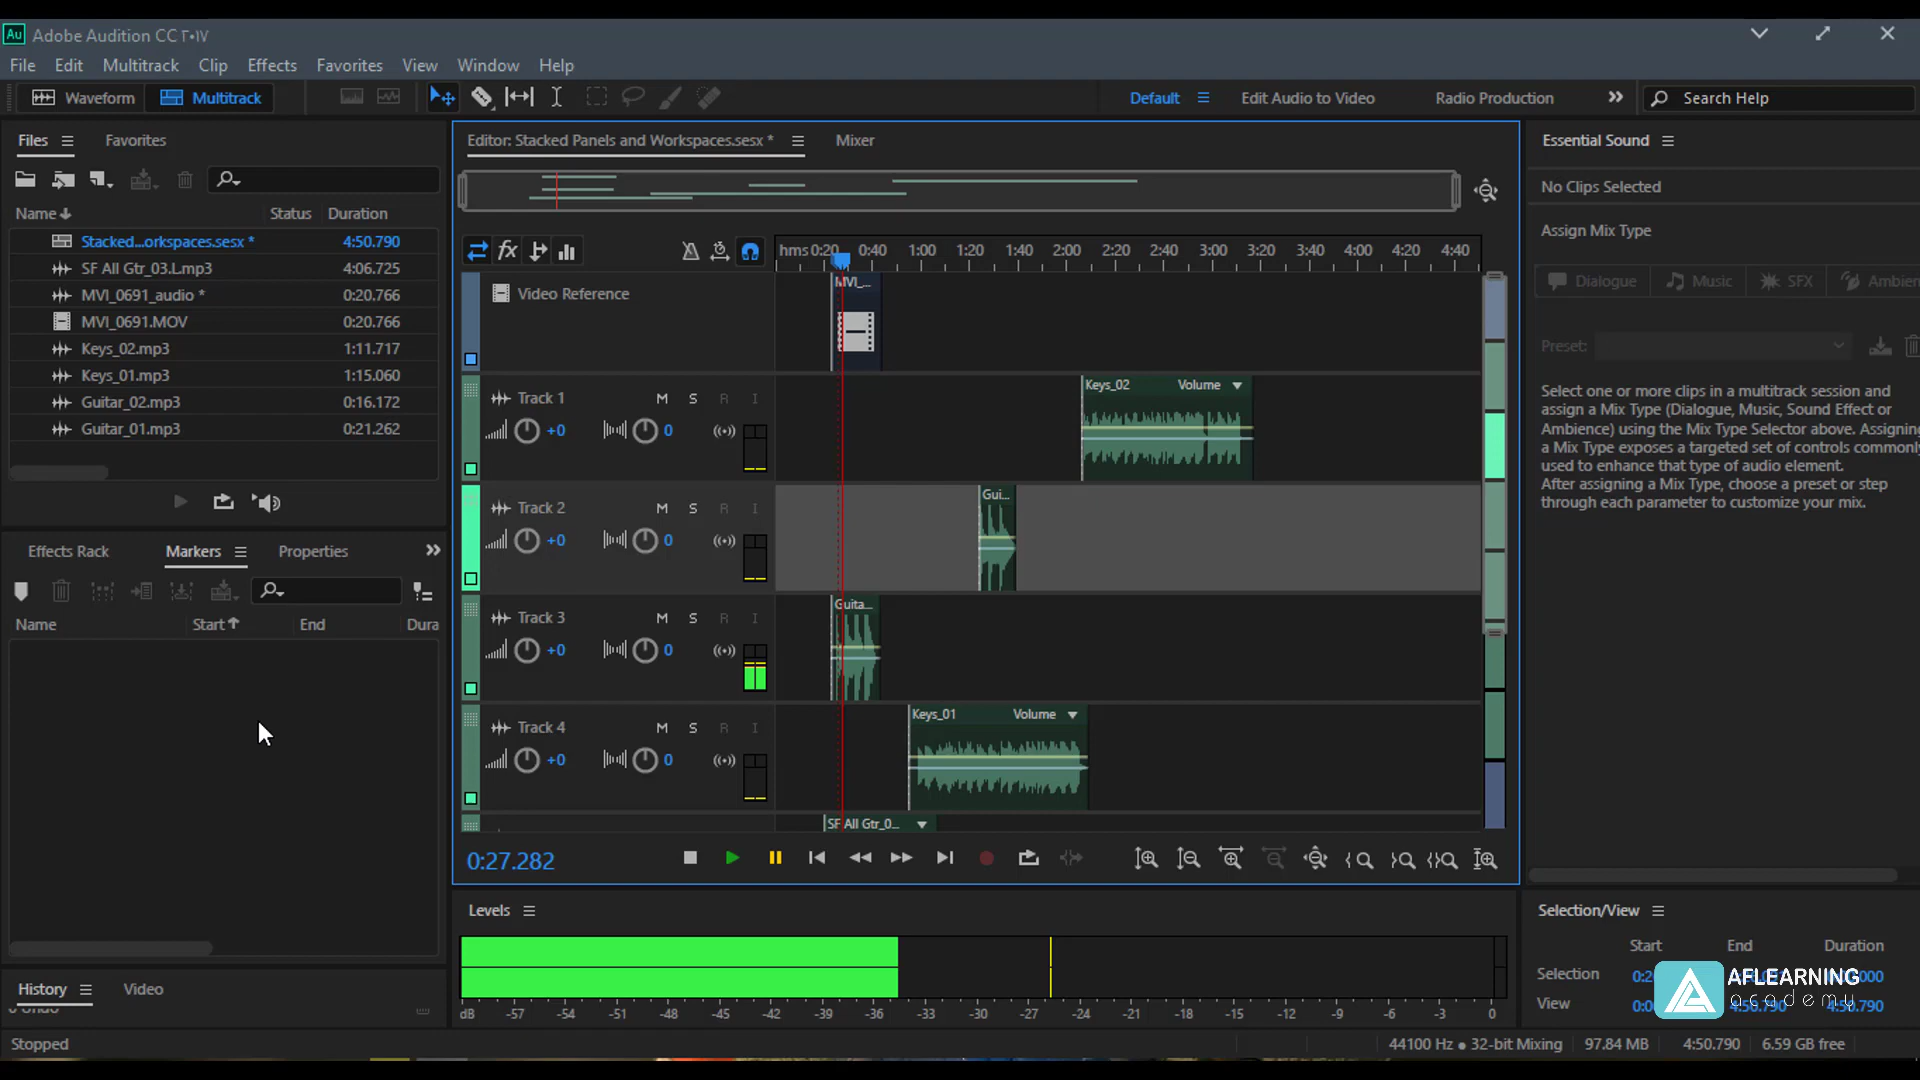 Au Adobe Audition CC T•IV
File Edit Multitrack Clip Effects Favorites View Window Help
Waveform Multitrack Default Edit Audio to Video Radio Production Search Help
Files Favorites
Name Status Duration
Stacked...orkspaces.sesx * 4:50.790
SF All Gtr_03.L.mp3 4:06.725
MVI_0691_audio * 0:20.766
MVI_0691.MOV 0:20.766
Keys_02.mp3 1:11.717
Keys_01.mp3 1:15.060
Guitar_02.mp3 0:16.172
Guitar_01.mp3 0:21.262
Effects Rack Markers Properties
Name Start End Dura
History Video
Editor: Stacked Panels and Workspaces.sesx * Mixer
fx hms 0:20 0:40 1:00 1:20 1:40 2:00 2:20 2:40 3:00 3:20 3:40 4:00 4:20 4:40
Video Reference MVI_...
Track 1 M S R I
+0 0
Keys_02 Volume
Track 2 M S R I
+0 0
Gui...
Track 3 M S R I
+0 0
Guita...
Track 4 M S R I
+0 0
Keys_01 Volume
SF All Gtr_0...
0:27.282
Levels
dB -57 -54 -51 -48 -45 -42 -39 -36 -33 -30 -27 -24 -21 -18 -15 -12 -9 -6 -3 0
Essential Sound
No Clips Selected
Assign Mix Type
Dialogue Music SFX Ambien
Preset:
Select one or more clips in a multitrack session and
assign a Mix Type (Dialogue, Music, Sound Effect or
Ambience) using the Mix Type Selector above. Assigning
a Mix Type exposes a targeted set of controls commonly
used to enhance that type of audio element.
After assigning a Mix Type, choose a preset or step
through each parameter to customize your mix.
Selection/View
Start End Duration
Selection
View 4:50.790 4:50.790
AFLEARNING
academy
Stopped 44100 Hz ● 32-bit Mixing 97.84 MB 4:50.790 6.59 GB free